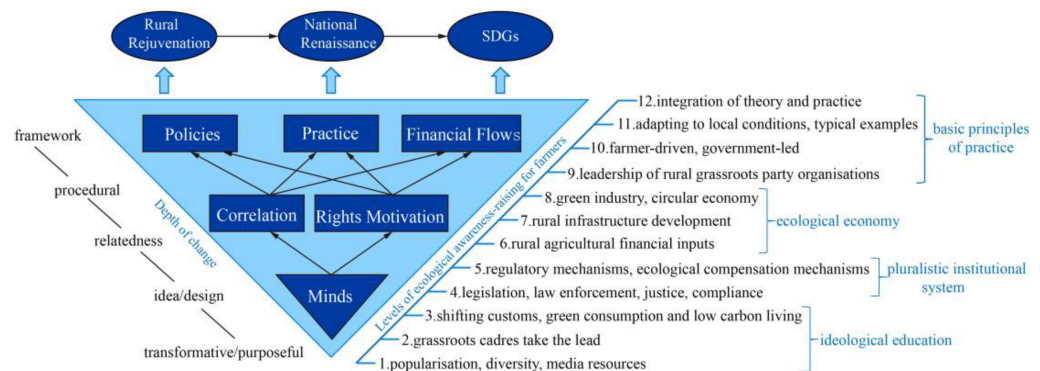 Rural
Rejuvenation
National
Renaissance
SDGs
Policies
Practice
Financial Flows
Correlation
Rights Motivation
Minds
framework
procedural
relatedness
idea/design
transformative/purposeful
Depth of change
Levels of ecological awareness-raising for farmers
12.integration of theory and practice
11.adapting to local conditions, typical examples
10.farmer-driven, government-led
9.leadership of rural grassroots party organisations
8.green industry, circular economy
7.rural infrastructure development
6.rural agricultural financial inputs
5.regulatory mechanisms, ecological compensation mechanisms
4.legislation, law enforcement, justice, compliance
3.shifting customs, green consumption and low carbon living
2.grassroots cadres take the lead
1.popularisation, diversity, media resources
basic principles
of practice
ecological economy
pluralistic institutional
system
ideological education